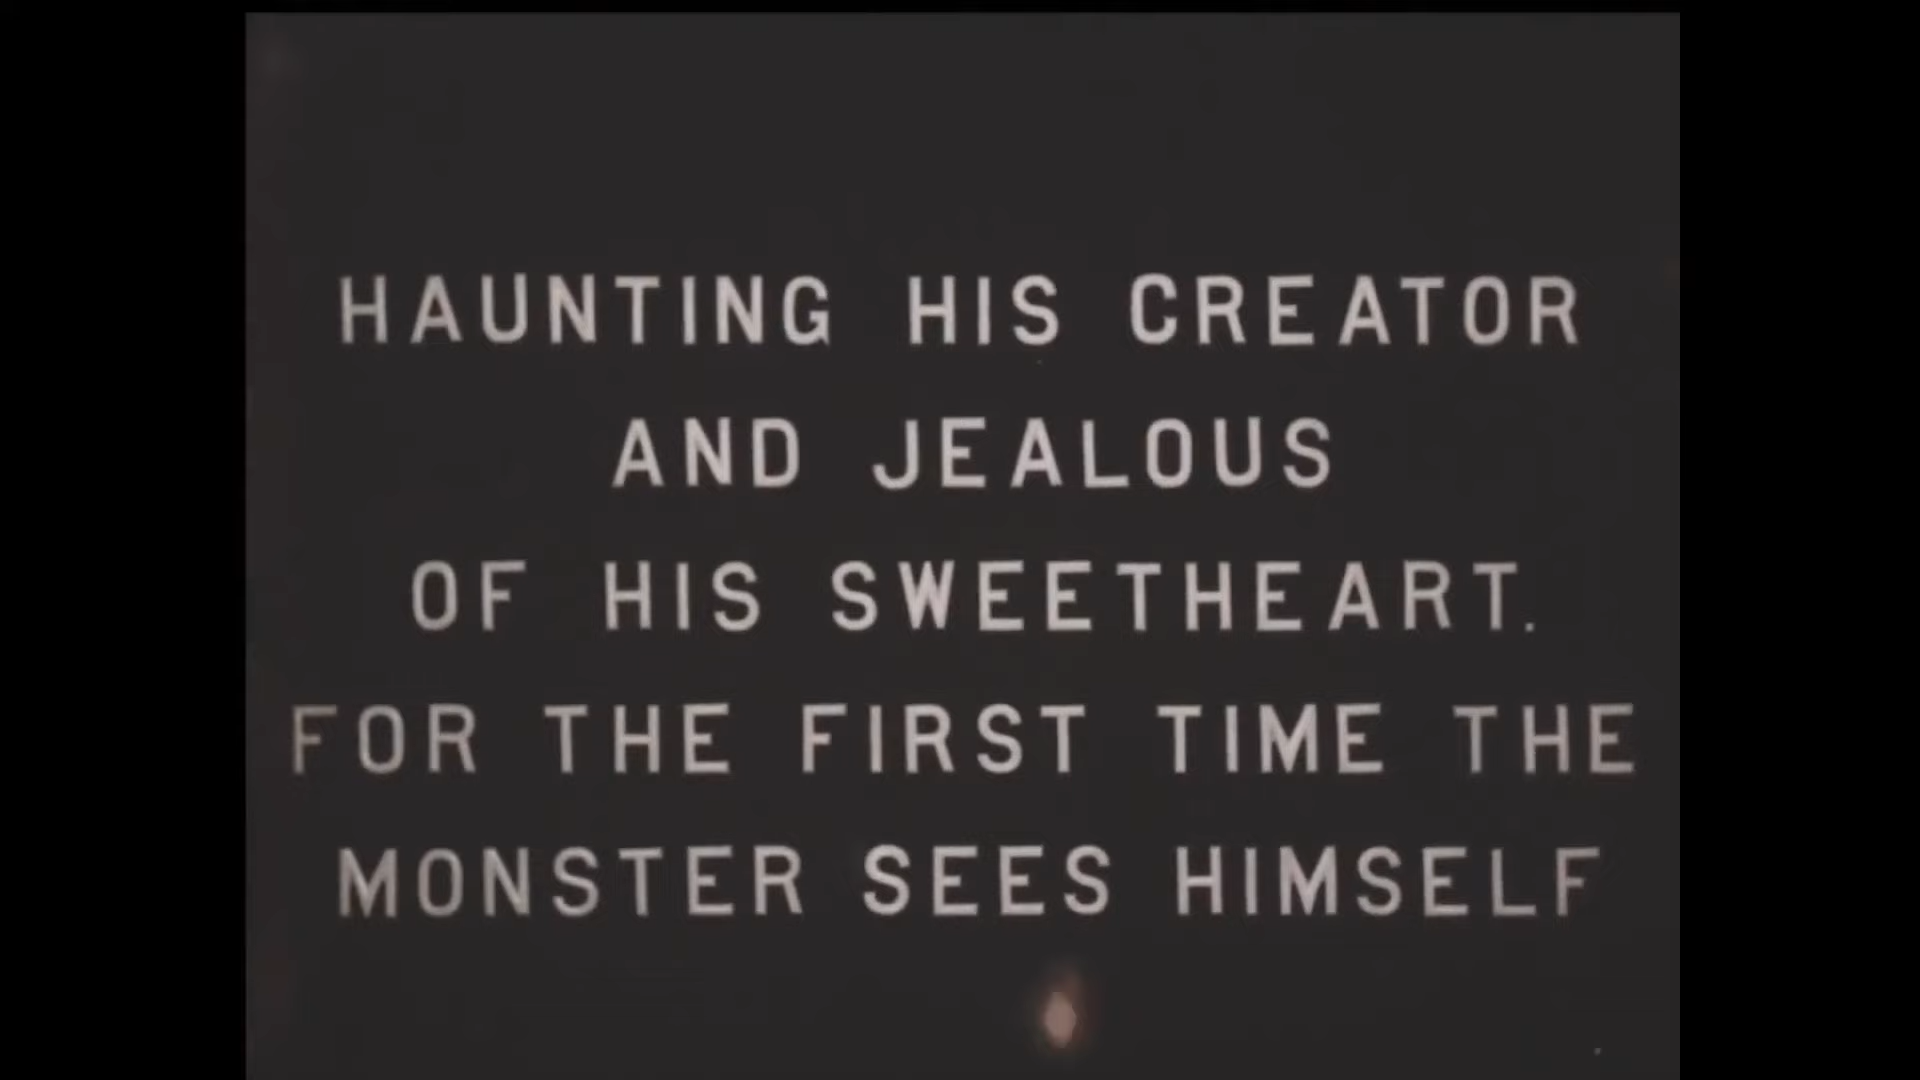 HAUNTING HIS CREATOR
AND JEALOUS
OF HIS SWEETHEART.
FOR THE FIRST TIME THE
MONSTER SEES HIMSELF